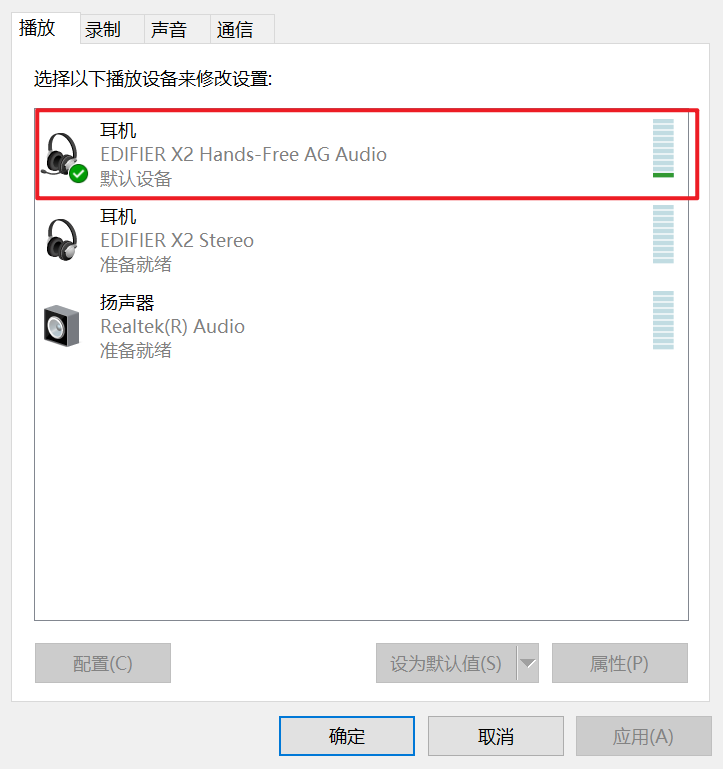 播放 录制 声音 通信
选择以下播放设备来修改设置:
耳机
EDIFIER X2 Hands-Free AG Audio
默认设备
耳机
EDIFIER X2 Stereo
准备就绪
扬声器
Realtek(R) Audio
准备就绪
配置(C) 设为默认值(S) 属性(P)
确定 取消 应用(A)